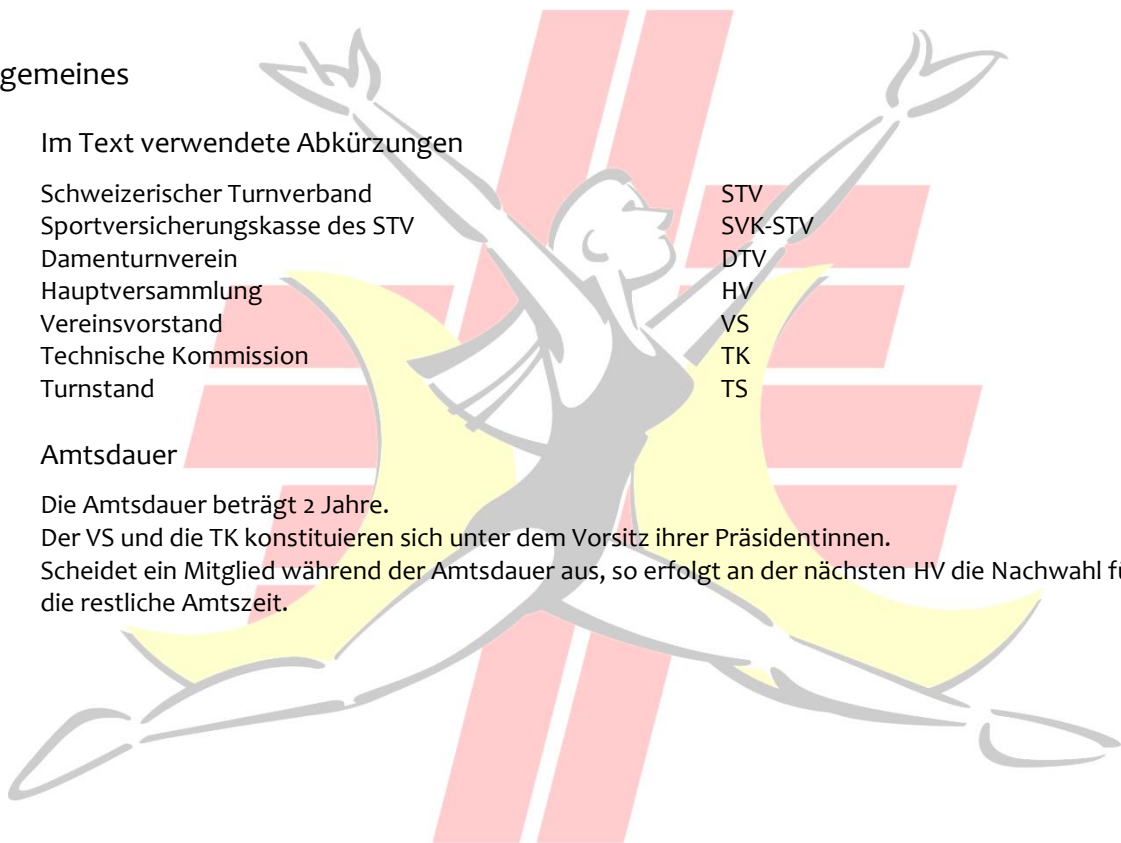 gemeines
Im Text verwendete Abkürzungen
Schweizerischer Turnverband STV
Sportversicherungskasse des STV SVK-STV
Damenturnverein DTV
Hauptversammlung HV
Vereinsvorstand VS
Technische Kommission TK
Turnstand TS
Amtsdauer
Die Amtsdauer beträgt 2 Jahre.
Der VS und die TK konstituieren sich unter dem Vorsitz ihrer Präsidentinnen.
Scheidet ein Mitglied während der Amtsdauer aus, so erfolgt an der nächsten HV die Nachwahl fü
die restliche Amtszeit.